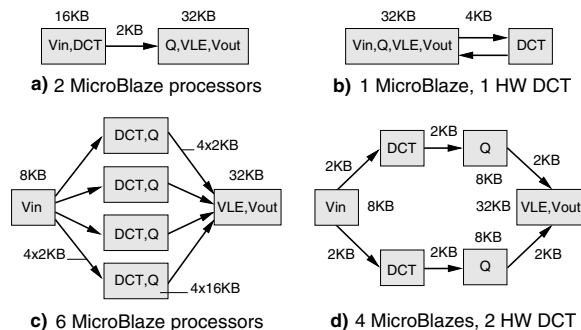 16KB
2KB
32KB
Vin,DCT
Q,VLE,Vout
a) 2 MicroBlaze processors
32KB
4KB
Vin,Q,VLE,Vout
DCT
b) 1 MicroBlaze, 1 HW DCT
DCT,Q
4x2KB
DCT,Q
8KB
32KB
Vin
VLE,Vout
DCT,Q
4x2KB
DCT,Q
4x16KB
c) 6 MicroBlaze processors
2KB
DCT
Q
2KB
2KB
8KB
Vin
8KB
32KB
VLE,Vout
8KB
2KB
2KB
2KB
DCT
Q
d) 4 MicroBlazes, 2 HW DCT